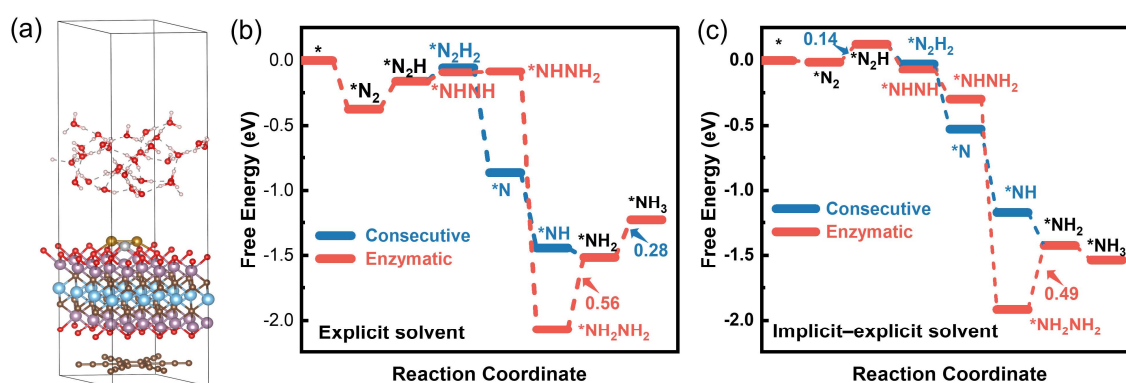 (a)
(b)
Free Energy (eV)
0.0
-0.5
-1.0
-1.5
-2.0
*
*N₂
*N₂H
*N₂H₂
*NHNH
*NHNH₂
*N
*NH
*NH₂
*NH₃
0.28
0.56
*NH₂NH₂
Consecutive
Enzymatic
Explicit solvent
Reaction Coordinate
(c)
Free Energy (eV)
0.0
-0.5
-1.0
-1.5
-2.0
*
0.14
*N₂
*N₂H
*N₂H₂
*NHNH
*NHNH₂
*N
*NH
*NH₂
*NH₃
0.49
*NH₂NH₂
Consecutive
Enzymatic
Implicit–explicit solvent
Reaction Coordinate